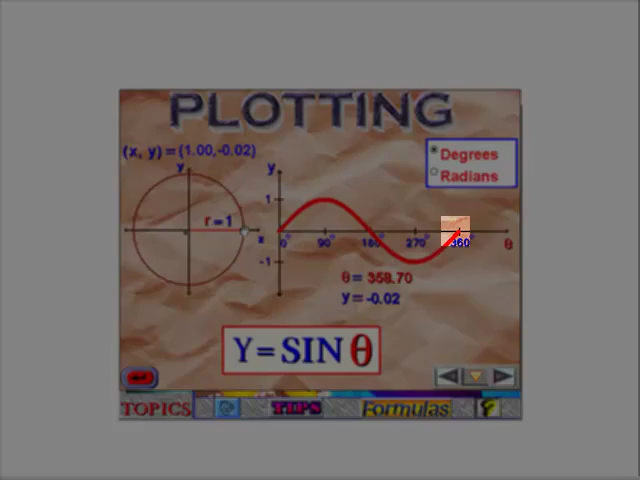 PLOTTING
(x, y)=(1.00,-0.02)
y
y
Degrees
Radians
1
r=1
x
0°
90°
180°
270°
360°
θ
-1
θ= 358.70
y= -0.02
Y=SIN θ
TOPICS
TIPS
Formulas
?